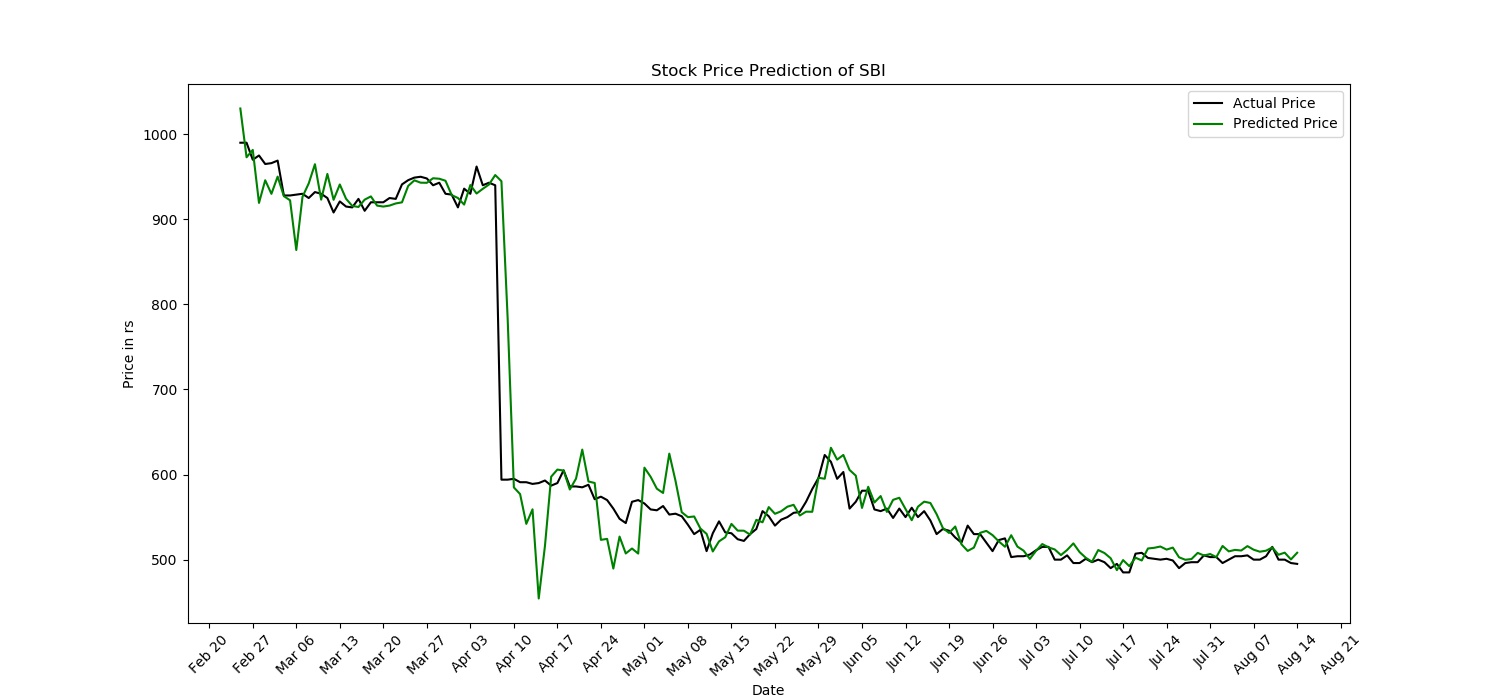 Stock Price Prediction of SBI
Actual Price
Predicted Price
1000
900
800
700
600
500
Price in rs
Feb 20
Feb 27
Mar 06
Mar 13
Mar 20
Mar 27
Apr 03
Apr 10
Apr 17
Apr 24
May 01
May 08
May 15
May 22
May 29
Jun 05
Jun 12
Jun 19
Jun 26
Jul 03
Jul 10
Jul 17
Jul 24
Jul 31
Aug 07
Aug 14
Aug 21
Date